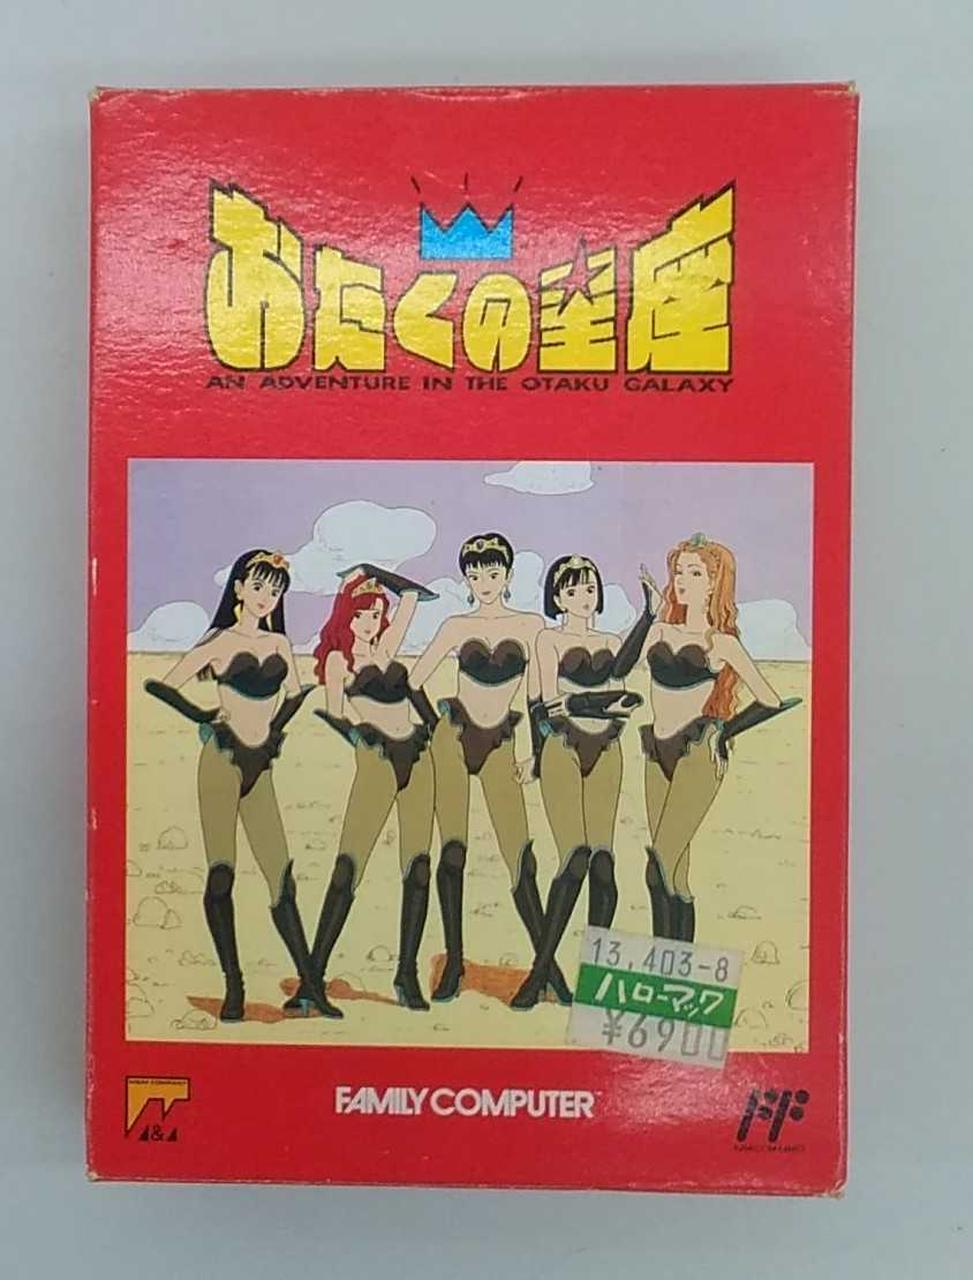 おたくの星座
AN ADVENTURE IN THE OTAKU GALAXY
13,403-8
ハローマック
¥6900
M&M
FAMILY COMPUTER